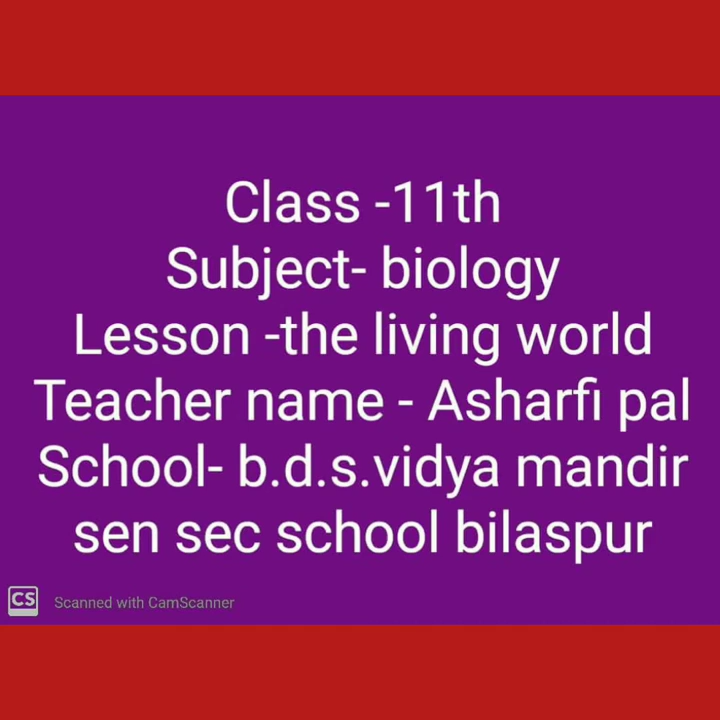 Class -11th
Subject- biology
Lesson -the living world
Teacher name - Asharfi pal
School- b.d.s.vidya mandir
sen sec school bilaspur
CS Scanned with CamScanner